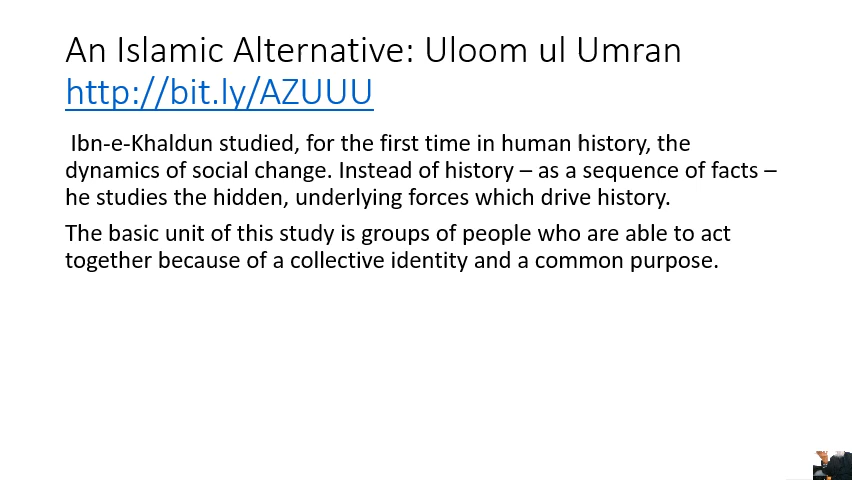 An Islamic Alternative: Uloom ul Umran
http://bit.ly/AZUUU
Ibn-e-Khaldun studied, for the first time in human history, the
dynamics of social change. Instead of history – as a sequence of facts –
he studies the hidden, underlying forces which drive history.
The basic unit of this study is groups of people who are able to act
together because of a collective identity and a common purpose.